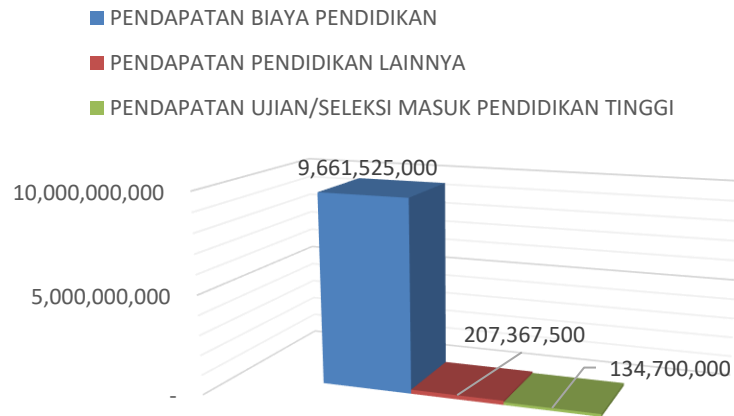 PENDAPATAN BIAYA PENDIDIKAN
PENDAPATAN PENDIDIKAN LAINNYA
PENDAPATAN UJIAN/SELEKSI MASUK PENDIDIKAN TINGGI
9,661,525,000
10,000,000,000
5,000,000,000
207,367,500
134,700,000
-